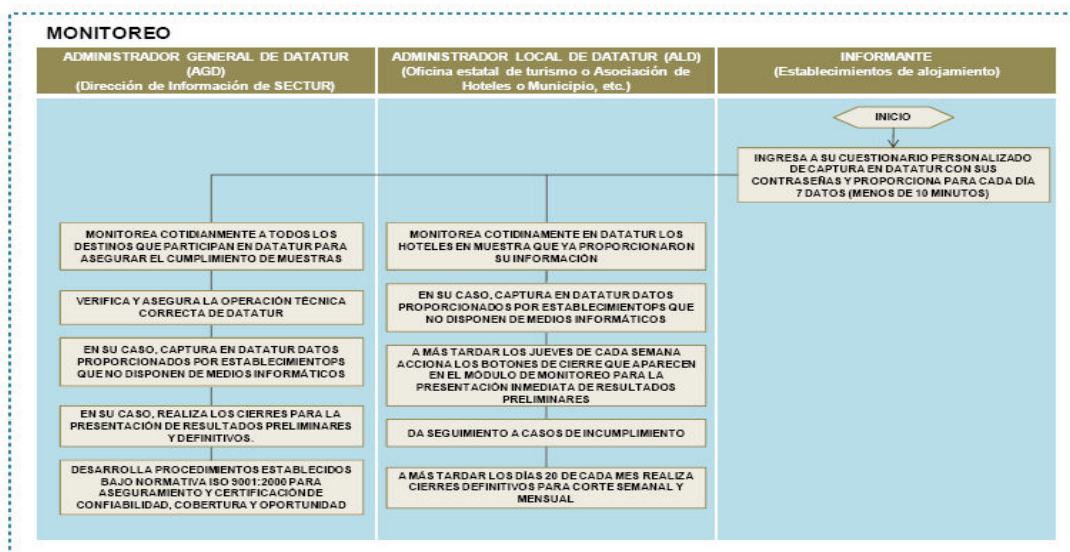 MONITOREO
ADMINISTRADOR GENERAL DE DATATUR
(AGD)
(Dirección de Información de SECTUR)
ADMINISTRADOR LOCAL DE DATATUR (ALD)
(Oficina estatal de turismo o Asociación de
Hoteles o Municipio, etc.)
INFORMANTE
(Establecimientos de alojamiento)
INICIO
INGRESA A SU CUESTIONARIO PERSONALIZADO
DE CAPTURA EN DATATUR CON SUS
CONTRASEÑAS Y PROPORCIONA PARA CADA DÍA
7 DATOS (MENOS DE 10 MINUTOS)
MONITOREA COTIDIANMENTE A TODOS LOS
DESTINOS QUE PARTICIPAN EN DATATUR PARA
ASEGURAR EL CUMPLIMIENTO DE MUESTRAS
VERIFICA Y ASEGURA LA OPERACIÓN TÉCNICA
CORRECTA DE DATATUR
EN SU CASO, CAPTURA EN DATATUR DATOS
PROPORCIONADOS POR ESTABLECIMIENTOPS
QUE NO DISPONEN DE MEDIOS INFORMÁTICOS
EN SU CASO, REALIZA LOS CIERRES PARA LA
PRESENTACIÓN DE RESULTADOS PRELIMINARES
Y DEFINITIVOS.
DESARROLLA PROCEDIMIENTOS ESTABLECIDOS
BAJO NORMATIVA ISO 9001:2000 PARA
ASEGURAMIENTO Y CERTIFICACIÓN DE
CONFIABILIDAD, COBERTURA Y OPORTUNIDAD
MONITOREA COTIDINAMENTE EN DATATUR LOS
HOTELES EN MUESTRA QUE YA PROPORCIONARON
SU INFORMACIÓN
EN SU CASO, CAPTURA EN DATATUR DATOS
PROPORCIONADOS POR ESTABLECIMIENTOPS QUE
NO DISPONEN DE MEDIOS INFORMÁTICOS
A MÁS TARDAR LOS JUEVES DE CADA SEMANA
ACCIONA LOS BOTONES DE CIERRE QUE APARECEN
EN EL MÓDULO DE MONITOREO PARA LA
PRESENTACIÓN INMEDIATA DE RESULTADOS
PRELIMINARES
DA SEGUIMIENTO A CASOS DE INCUMPLIMIENTO
A MÁS TARDAR LOS DÍAS 20 DE CADA MES REALIZA
CIERRES DEFINITIVOS PARA CORTE SEMANAL Y
MENSUAL